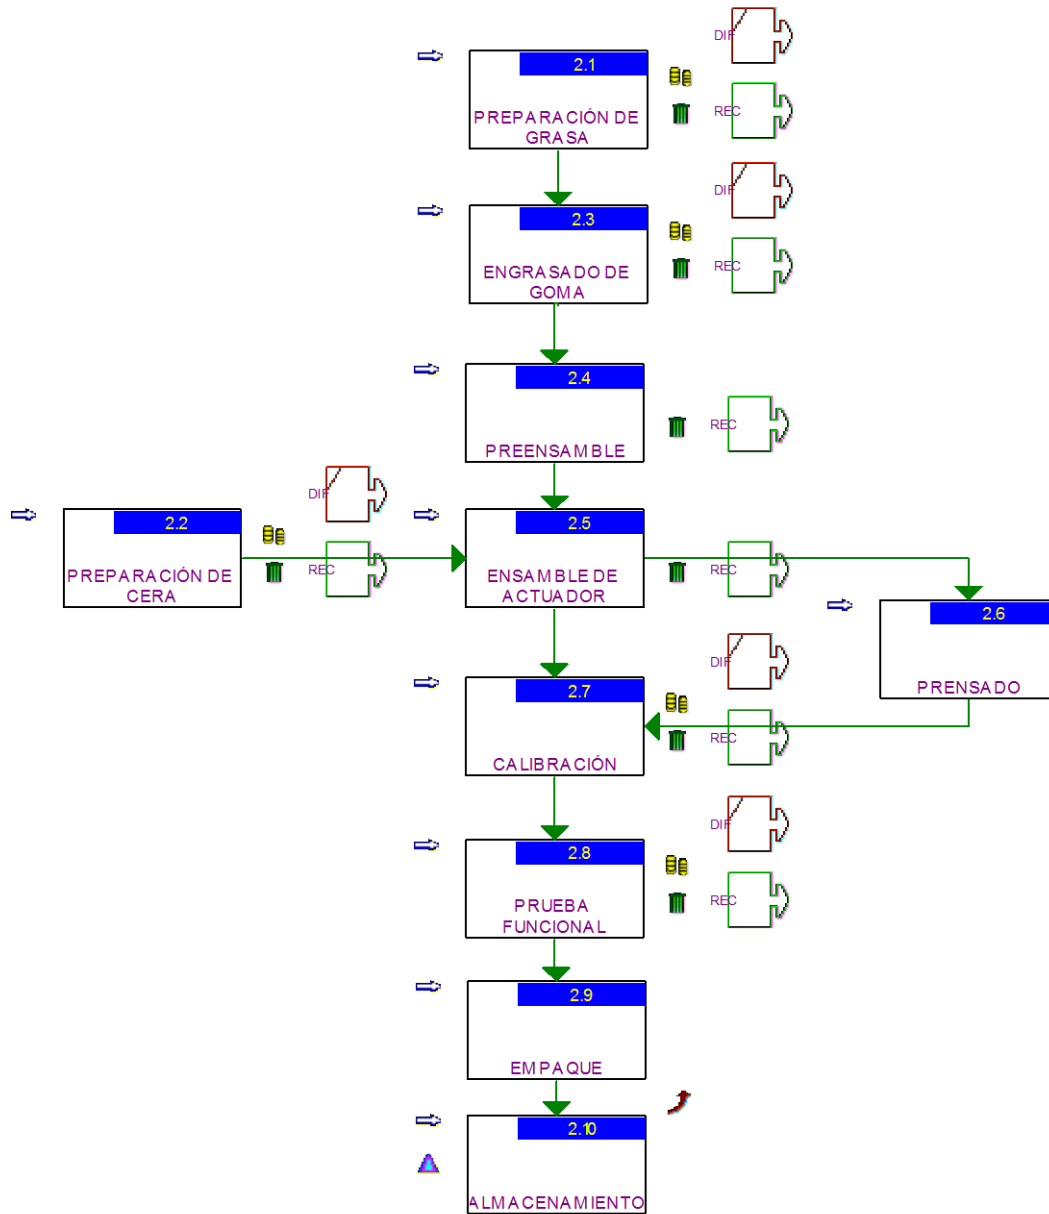 DIF
2.1
PREPARACIÓN DE
GRASA
REC
DIF
2.3
ENGRASADO DE
GOMA
REC
2.4
PREENSAMBLE
REC
DIF
2.2
PREPARACIÓN DE
CERA
REC
2.5
ENSAMBLE DE
ACTUADOR
REC
2.6
PRENSADO
DIF
2.7
CALIBRACIÓN
REC
DIF
2.8
PRUEBA
FUNCIONAL
REC
2.9
EMPAQUE
2.10
ALMACENAMIENTO